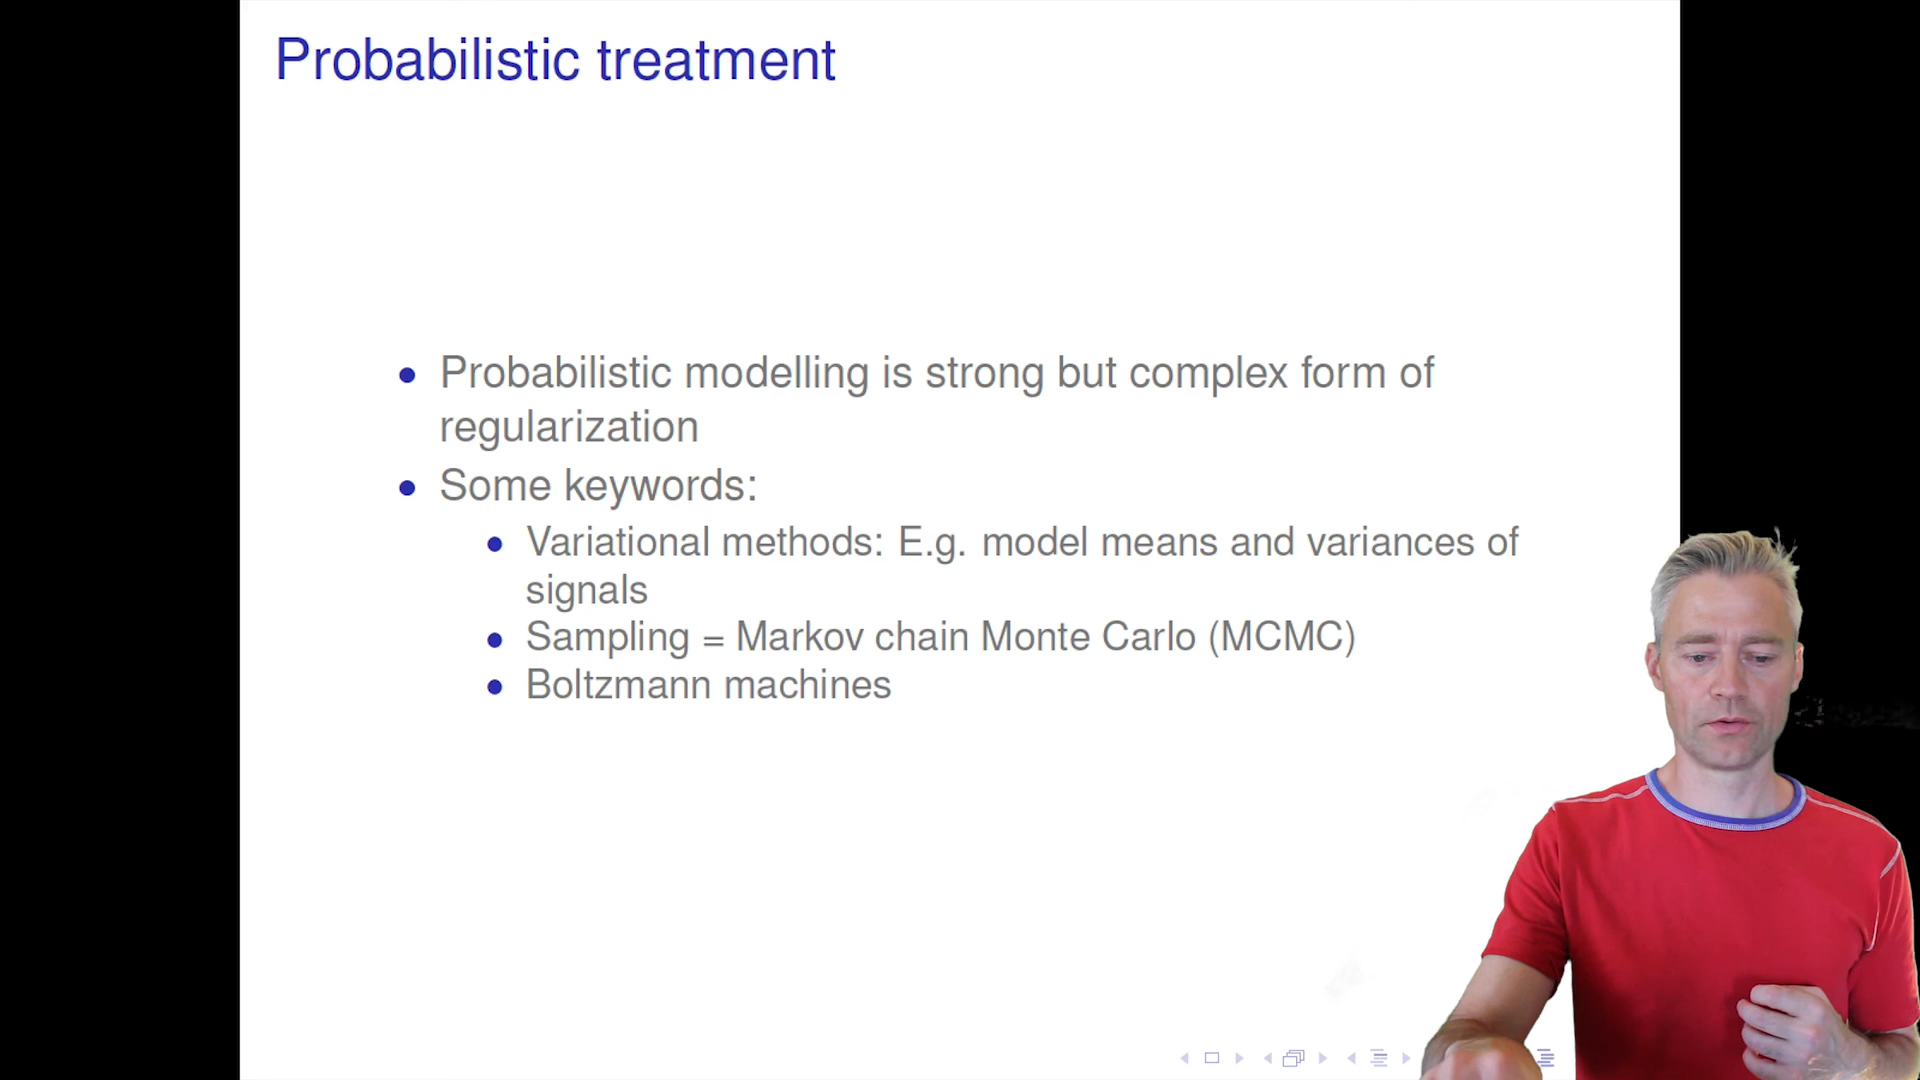 Probabilistic treatment
Probabilistic modelling is strong but complex form of
regularization
Some keywords:
Variational methods: E.g. model means and variances of
signals
Sampling = Markov chain Monte Carlo (MCMC)
Boltzmann machines